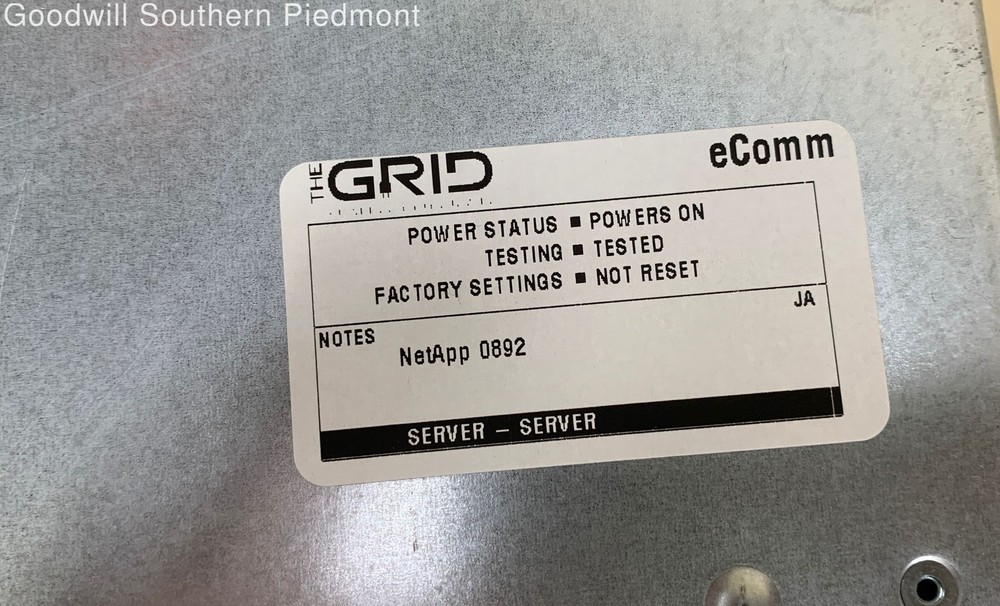 Goodwill Southern Piedmont
THE GRID
eComm
POWER STATUS ■ POWERS ON
TESTING ■ TESTED
FACTORY SETTINGS ■ NOT RESET
JA
NOTES
NetApp 0892
SERVER – SERVER